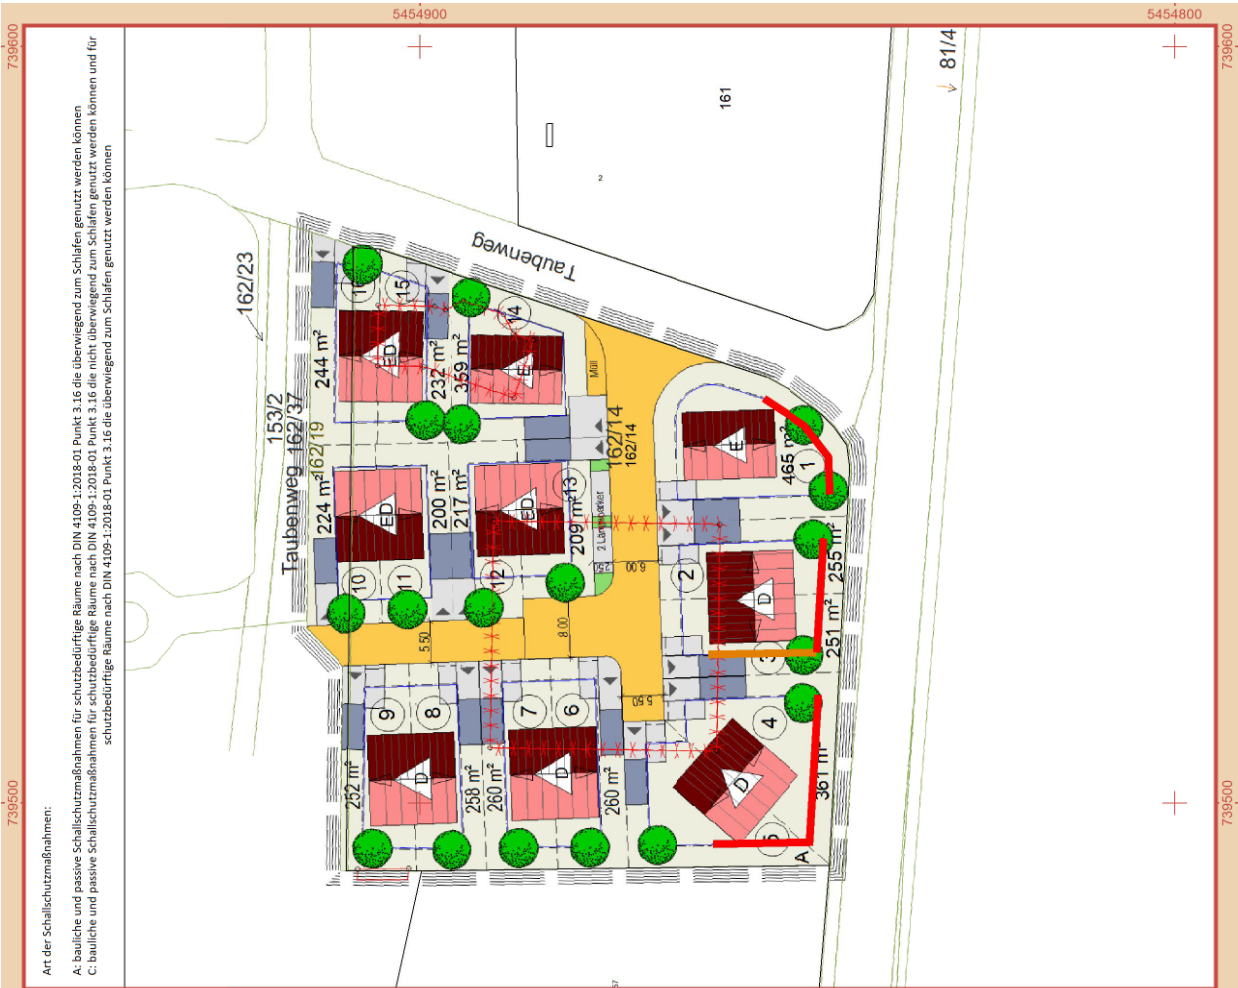 5454900
5454800
739600
739600
739500
739500
Art der Schallschutzmaßnahmen:
A: bauliche und passive Schallschutzmaßnahmen für schutzbedürftige Räume nach DIN 4109-1:2018-01 Punkt 3.16 die überwiegend zum Schlafen genutzt werden können
C: bauliche und passive Schallschutzmaßnahmen für schutzbedürftige Räume nach DIN 4109-1:2018-01 Punkt 3.16 die nicht überwiegend zum Schlafen genutzt werden können und für
schutzbedürftige Räume nach DIN 4109-1:2018-01 Punkt 3.16 die überwiegend zum Schlafen genutzt werden können
81/4
161
2
Taubenweg
162/23
153/2
Taubenweg 162/37
162/19
244 m²
232 m²
359 m²
15
14
ED
E
Müll
162/14
162/14
224 m²
200 m²
217 m²
209 m²
13
ED
ED
10
11
12
2 Längsparker
2.50
6.00
5.50
8.00
5.50
E
465 m²
1
2
D
255 m²
251 m²
3
4
D
361 m²
5
A
9
8
7
6
D
D
252 m²
258 m²
260 m²
260 m²